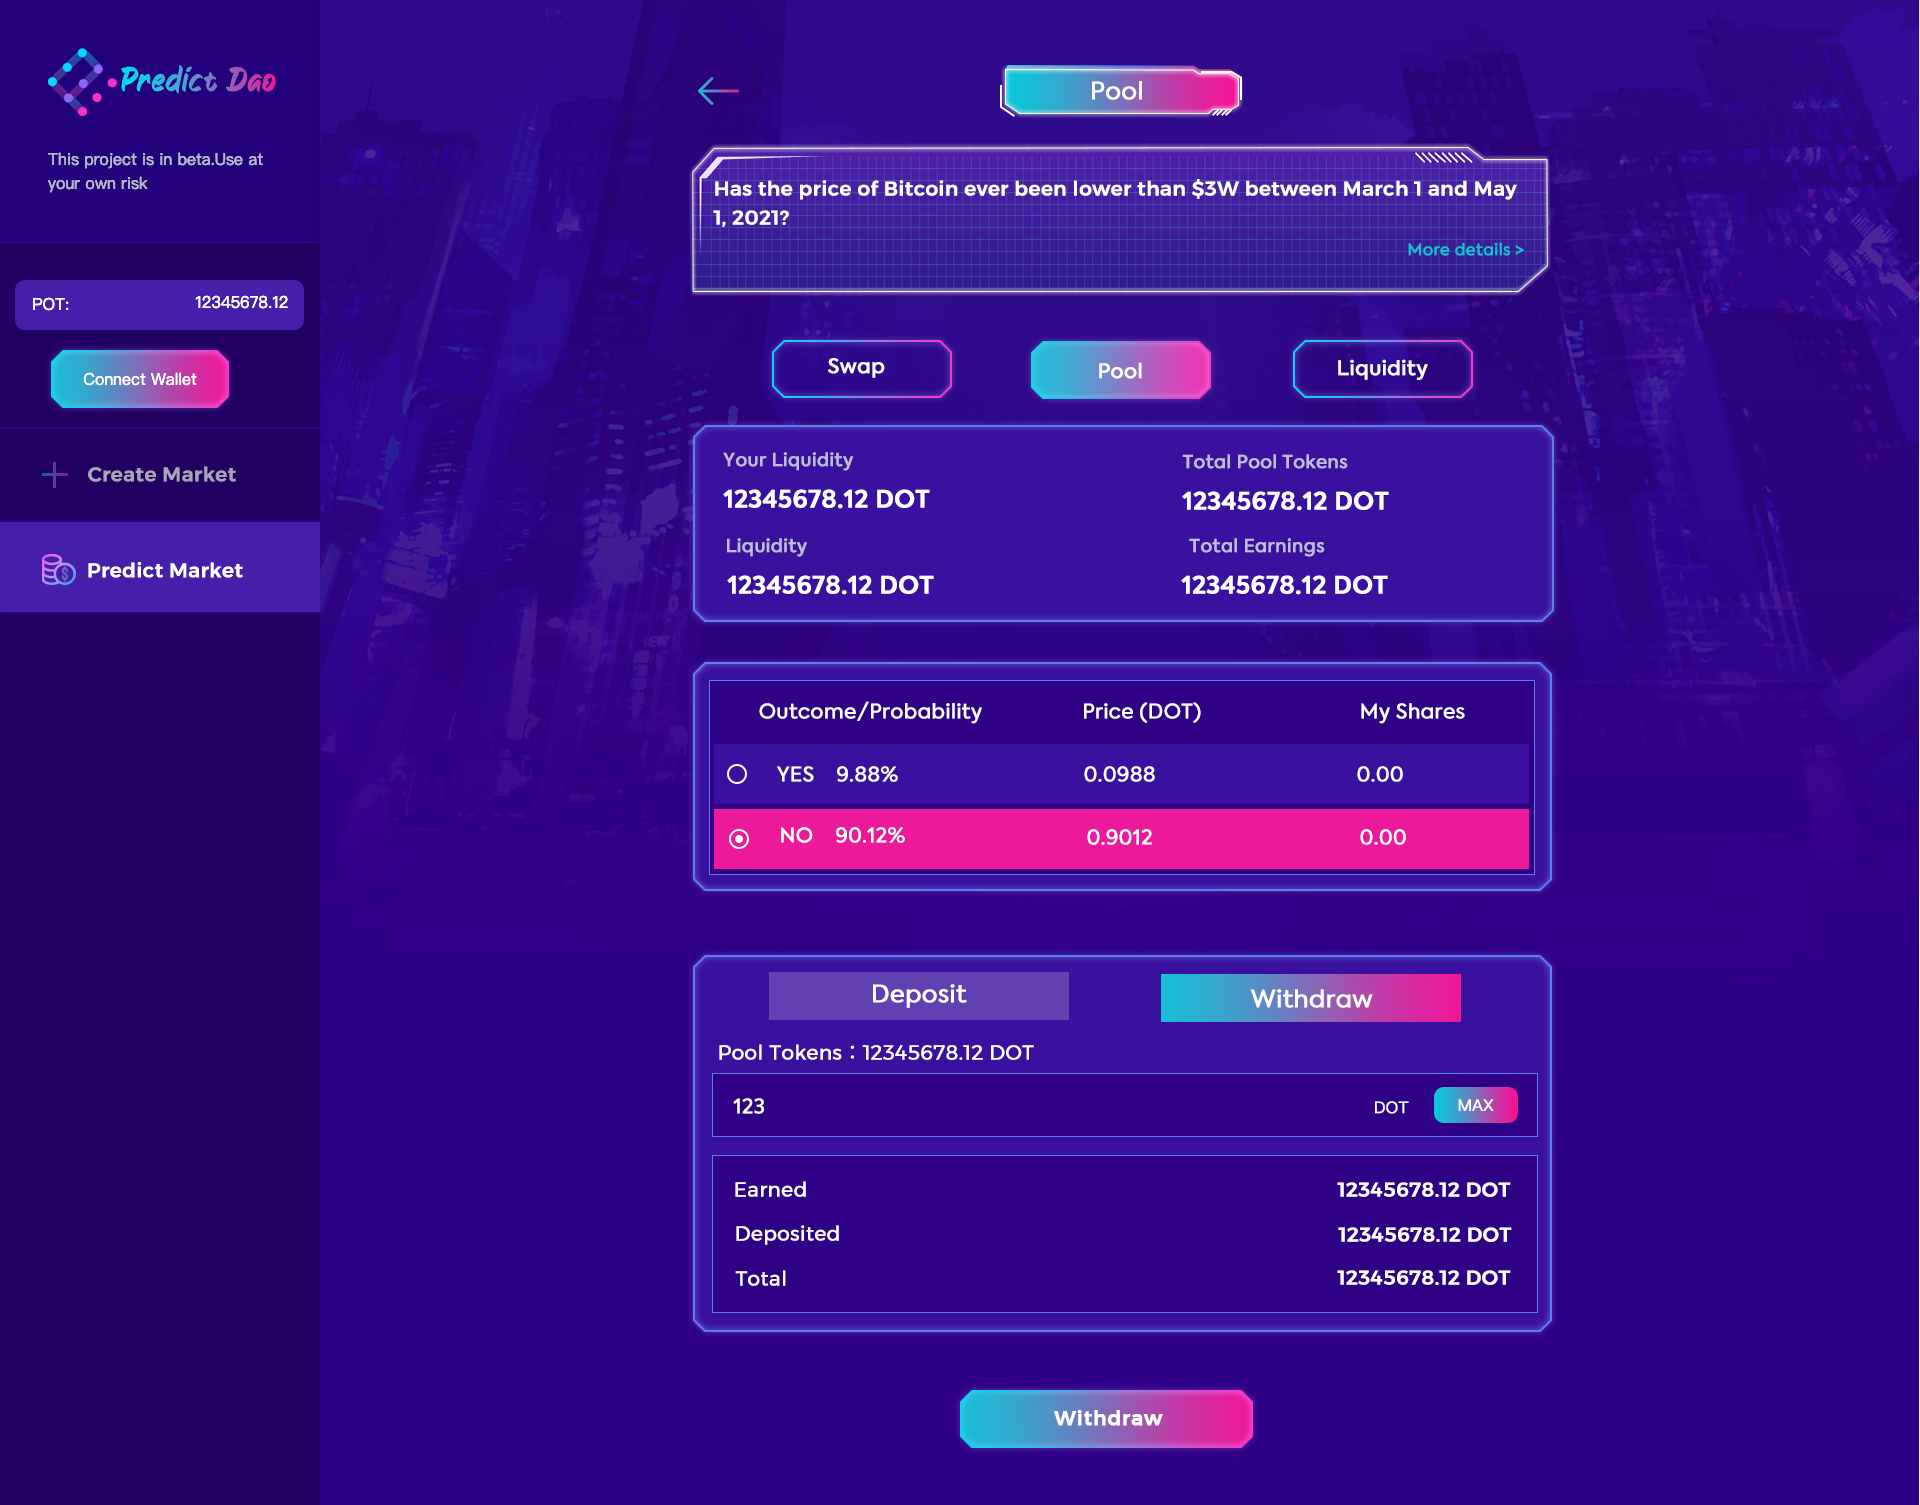 Predict Dao
This project is in beta.Use at
your own risk
POT: 12345678.12
Connect Wallet
Create Market
Predict Market
Pool
Has the price of Bitcoin ever been lower than $3W between March 1 and May
1, 2021?
More details >
Swap Pool Liquidity
Your Liquidity Total Pool Tokens
12345678.12 DOT 12345678.12 DOT
Liquidity Total Earnings
12345678.12 DOT 12345678.12 DOT
Outcome/Probability Price (DOT) My Shares
YES 9.88% 0.0988 0.00
NO 90.12% 0.9012 0.00
Deposit Withdraw
Pool Tokens：12345678.12 DOT
123 DOT MAX
Earned 12345678.12 DOT
Deposited 12345678.12 DOT
Total 12345678.12 DOT
Withdraw